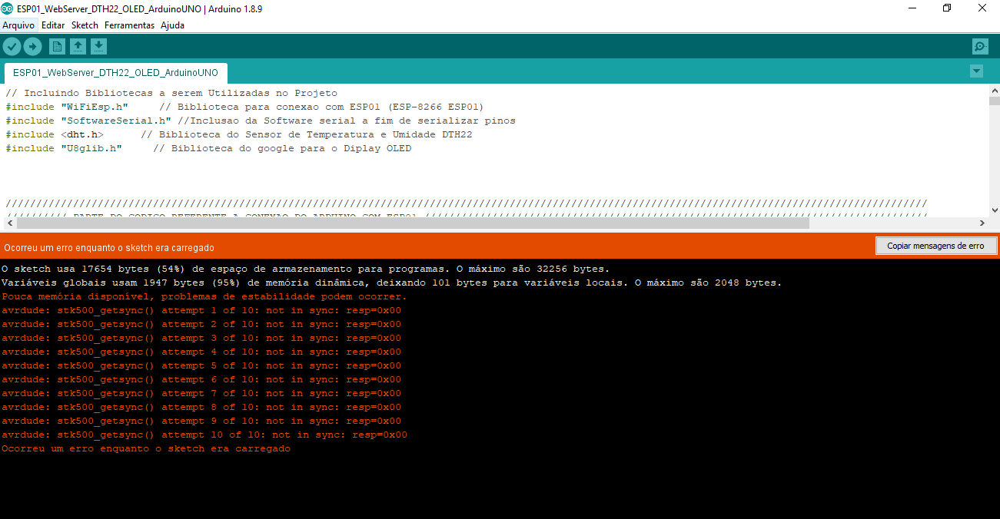 ESP01_WebServer_DTH22_OLED_ArduinoUNO | Arduino 1.8.9
Arquivo Editar Sketch Ferramentas Ajuda
ESP01_WebServer_DTH22_OLED_ArduinoUNO
// Incluindo Bibliotecas a serem Utilizadas no Projeto
#include "WiFiEsp.h" // Biblioteca para conexao com ESP01 (ESP-8266 ESP01)
#include "SoftwareSerial.h" //Inclusao da Software serial a fim de serializar pinos
#include <dht.h> // Biblioteca do Sensor de Temperatura e Umidade DTH22
#include "U8glib.h" // Biblioteca do google para o Diplay OLED
//////////////////////////////////////////////////////////////////////////////////////////////////////////////////////////////////////////////////////
////////// PARTE DO CODIGO REFERENTE A CONEXAO DO ARDUINO COM ESP01 //////////////////////////////////////////////////////////////////////////////////
Ocorreu um erro enquanto o sketch era carregado
Copiar mensagens de erro
O sketch usa 17654 bytes (54%) de espaço de armazenamento para programas. O máximo são 32256 bytes.
Variáveis globais usam 1947 bytes (95%) de memória dinâmica, deixando 101 bytes para variáveis locais. O máximo são 2048 bytes.
Pouca memória disponível, problemas de estabilidade podem ocorrer.
avrdude: stk500_getsync() attempt 1 of 10: not in sync: resp=0x00
avrdude: stk500_getsync() attempt 2 of 10: not in sync: resp=0x00
avrdude: stk500_getsync() attempt 3 of 10: not in sync: resp=0x00
avrdude: stk500_getsync() attempt 4 of 10: not in sync: resp=0x00
avrdude: stk500_getsync() attempt 5 of 10: not in sync: resp=0x00
avrdude: stk500_getsync() attempt 6 of 10: not in sync: resp=0x00
avrdude: stk500_getsync() attempt 7 of 10: not in sync: resp=0x00
avrdude: stk500_getsync() attempt 8 of 10: not in sync: resp=0x00
avrdude: stk500_getsync() attempt 9 of 10: not in sync: resp=0x00
avrdude: stk500_getsync() attempt 10 of 10: not in sync: resp=0x00
Ocorreu um erro enquanto o sketch era carregado